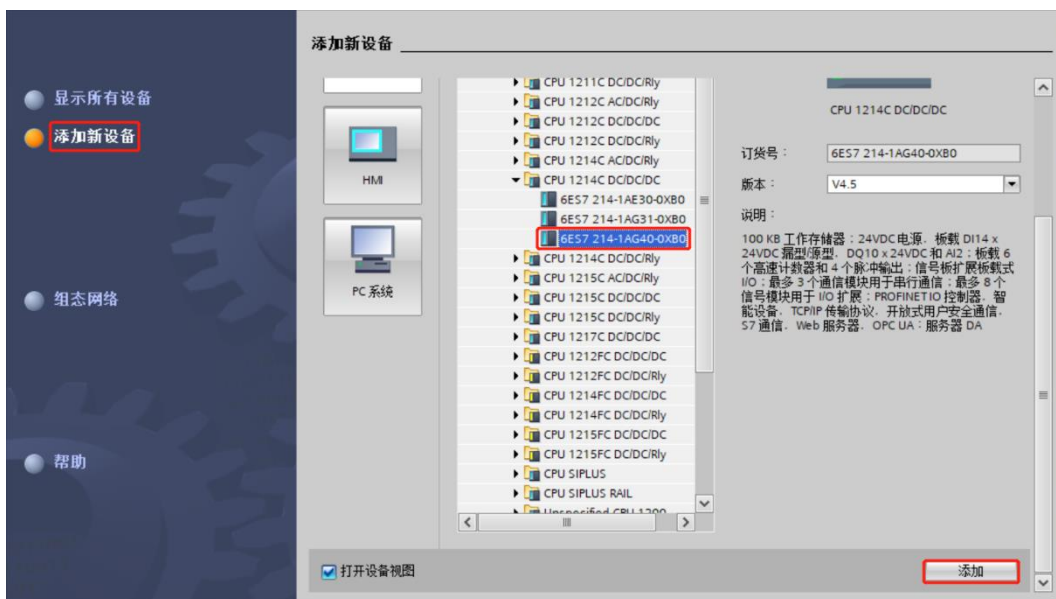 添加新设备
显示所有设备
添加新设备
组态网络
帮助
HMI
PC 系统
CPU 1211C DC/DC/Rly
CPU 1212C AC/DC/Rly
CPU 1212C DC/DC/DC
CPU 1212C DC/DC/Rly
CPU 1214C AC/DC/Rly
CPU 1214C DC/DC/DC
6ES7 214-1AE30-0XB0
6ES7 214-1AG31-0XB0
6ES7 214-1AG40-0XB0
CPU 1214C DC/DC/Rly
CPU 1215C AC/DC/Rly
CPU 1215C DC/DC/DC
CPU 1215C DC/DC/Rly
CPU 1217C DC/DC/DC
CPU 1212FC DC/DC/DC
CPU 1212FC DC/DC/Rly
CPU 1214FC DC/DC/DC
CPU 1214FC DC/DC/Rly
CPU 1215FC DC/DC/DC
CPU 1215FC DC/DC/Rly
CPU SIPLUS
CPU SIPLUS RAIL
Unspecified CPU 1200
CPU 1214C DC/DC/DC
订货号： 6ES7 214-1AG40-0XB0
版本： V4.5
说明：
100 KB 工作存储器；24VDC 电源，板载 DI14 x
24VDC 漏型/源型，DQ10 x 24VDC 和 AI2；板载 6
个高速计数器和 4 个脉冲输出；信号板扩展板载式
I/O；最多 3 个通信模块用于串行通信；最多 8 个
信号模块用于 I/O 扩展；PROFINET IO 控制器，智
能设备，TCP/IP 传输协议，开放式用户安全通信，
S7 通信，Web 服务器，OPC UA：服务器 DA
打开设备视图
添加